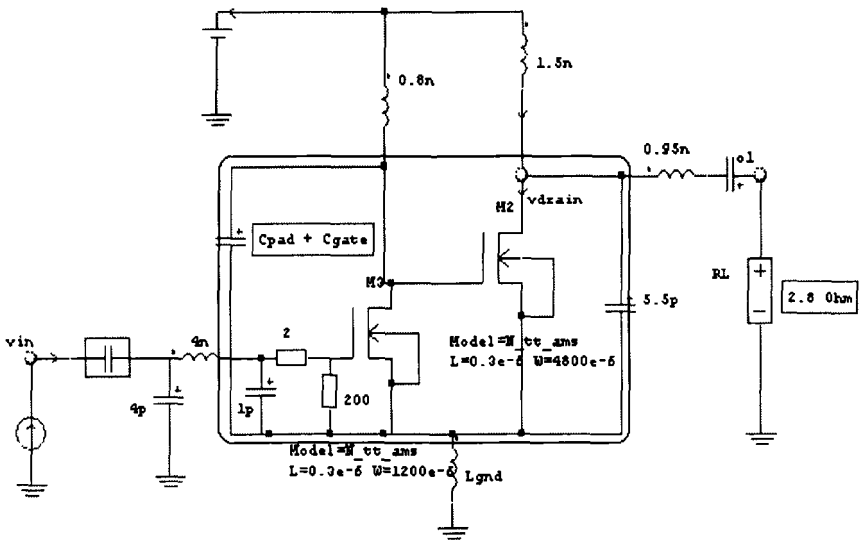 0.8n
1.5n
0.95n
o1
vdrain
M2
Cpad + Cgate
M3
RL
2.8 Ohm
5.5p
Model=N_tt_ams
L=0.3e-6 W=4800e-6
vin
4n
2
4p
1p
200
Model=N_tt_ams
L=0.3e-6 W=1200e-6
Lgnd